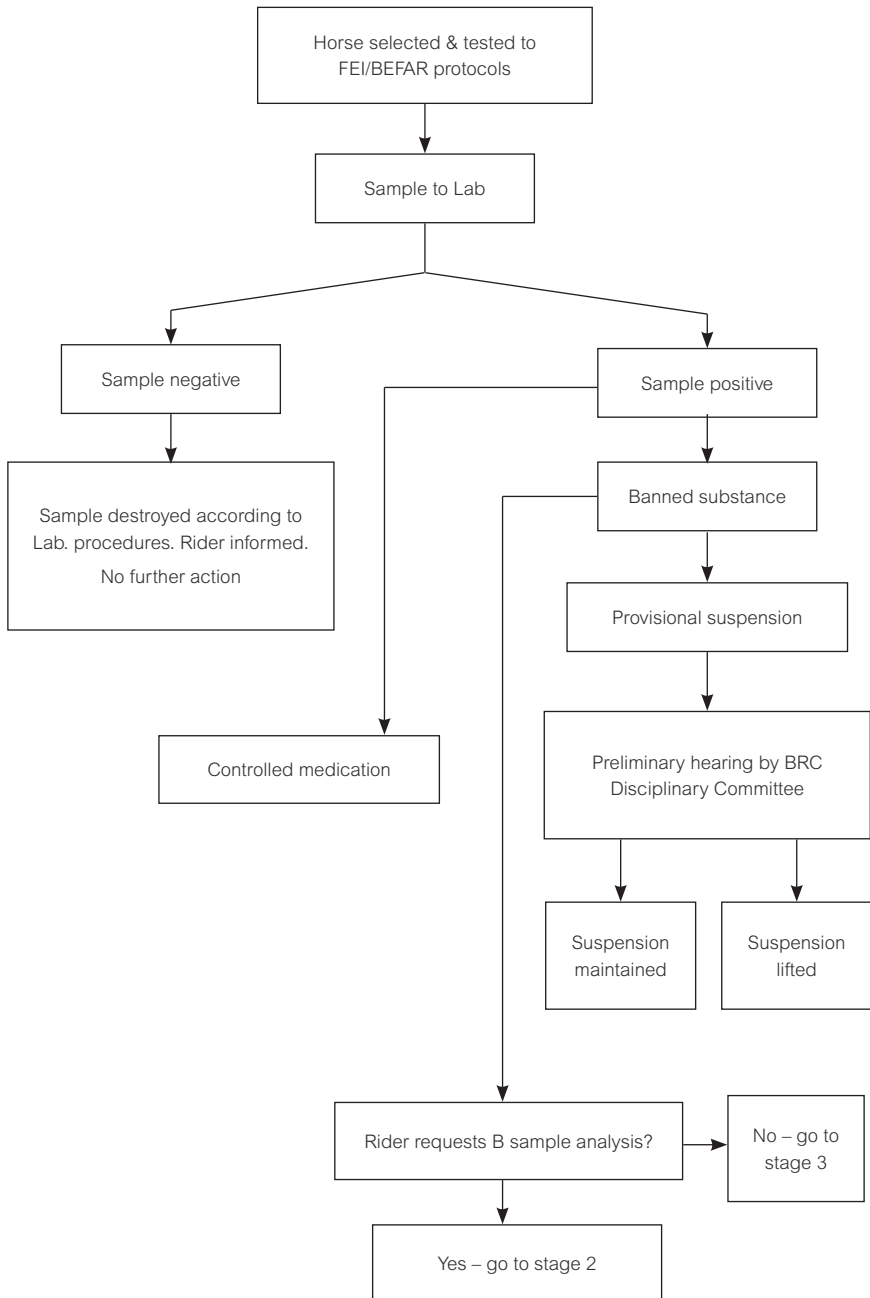 Horse selected & tested to
FEI/BEFAR protocols
Sample to Lab
Sample negative
Sample positive
Sample destroyed according to
Lab. procedures. Rider informed.
No further action
Banned substance
Provisional suspension
Controlled medication
Preliminary hearing by BRC
Disciplinary Committee
Suspension
maintained
Suspension
lifted
Rider requests B sample analysis?
No – go to
stage 3
Yes – go to stage 2